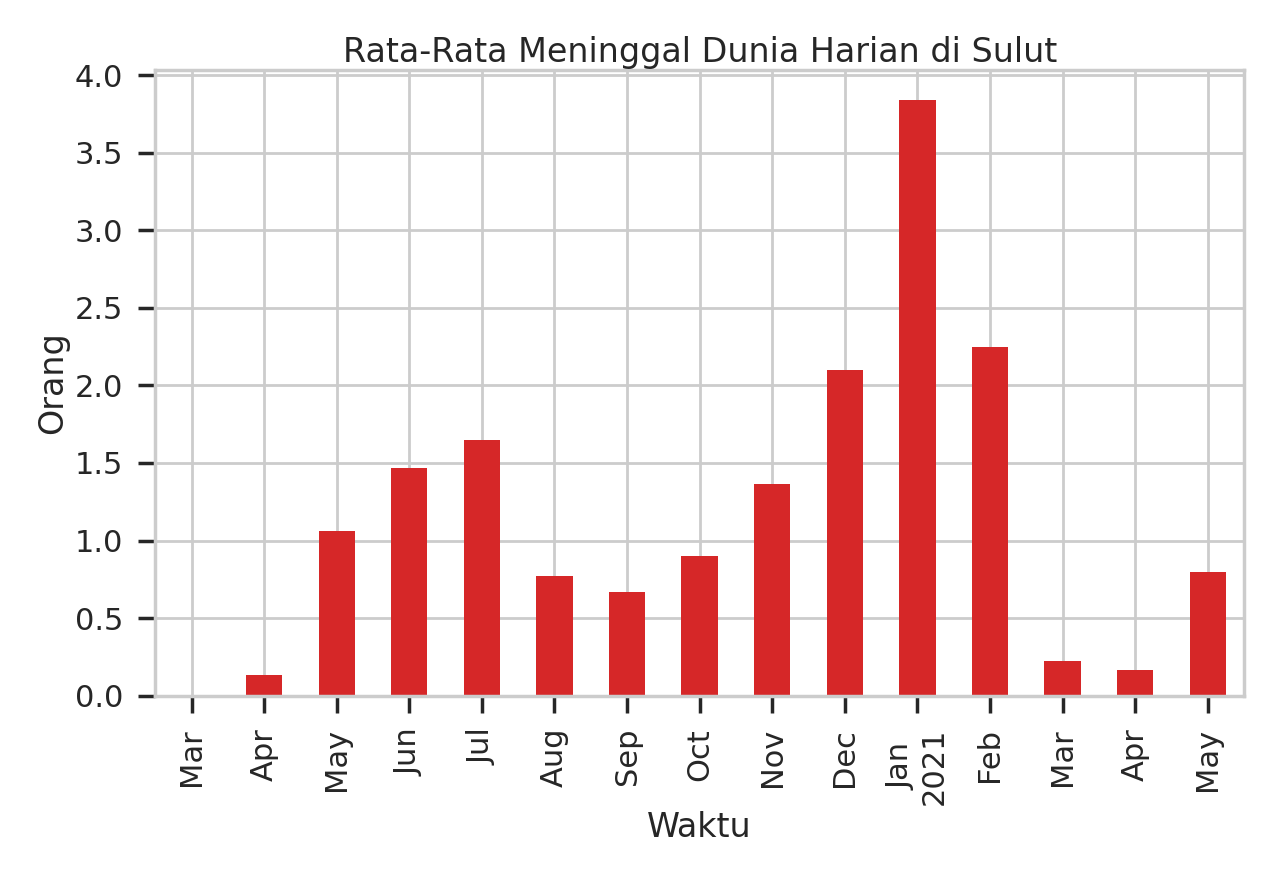 Rata-Rata Meninggal Dunia Harian di Sulut
4.0
3.5
3.0
2.5
2.0
1.5
1.0
0.5
0.0
Orang
Mar
Apr
May
Jun
Jul
Aug
Sep
Oct
Nov
Dec
Jan
2021
Feb
Mar
Apr
May
Waktu